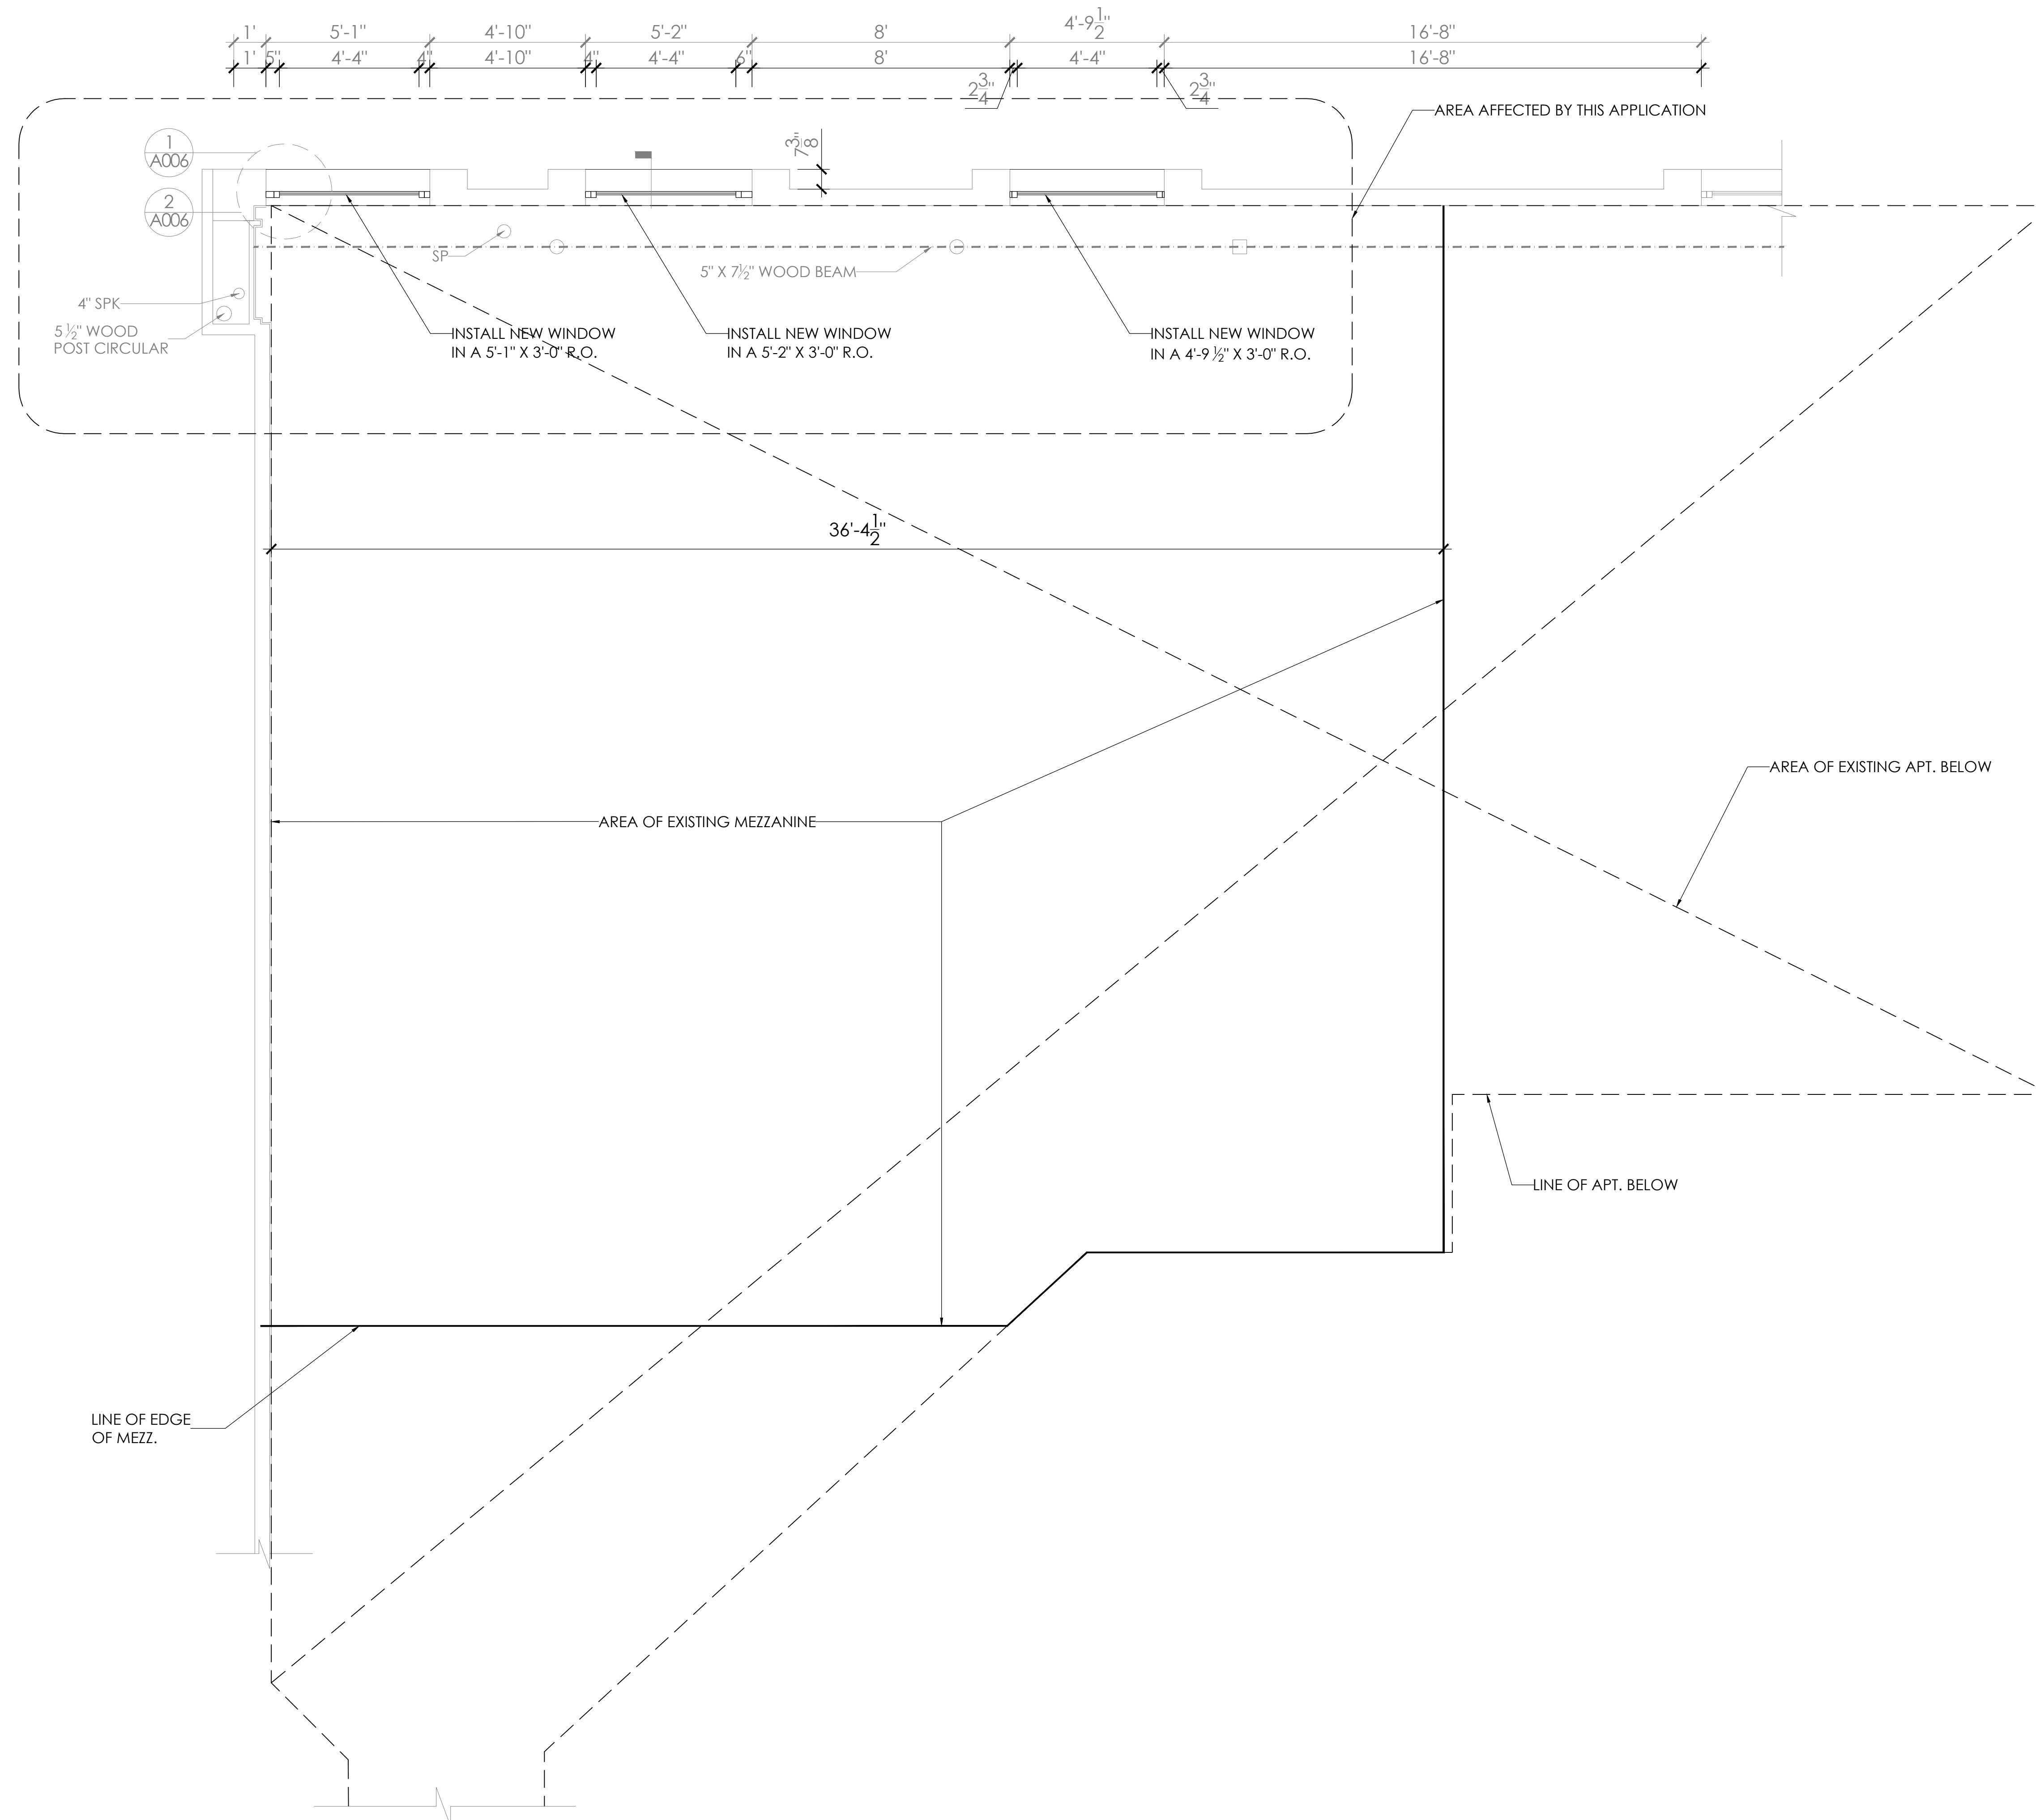 1' 5'-1" 4'-10" 5'-2" 8' 4'-9 1/2" 16'-8"
1' 5" 4'-4" 4" 4'-10" 4" 4'-4" 6" 8' 4'-4" 16'-8"
2 3/4" 2 3/4"
AREA AFFECTED BY THIS APPLICATION
1
A006
7 3/8"
2
A006
SP
5" X 7 1/2" WOOD BEAM
4" SPK
5 1/2" WOOD
POST CIRCULAR
INSTALL NEW WINDOW
IN A 5'-1" X 3'-0" R.O.
INSTALL NEW WINDOW
IN A 5'-2" X 3'-0" R.O.
INSTALL NEW WINDOW
IN A 4'-9 1/2" X 3'-0" R.O.
36'-4 1/2"
AREA OF EXISTING APT. BELOW
AREA OF EXISTING MEZZANINE
LINE OF APT. BELOW
LINE OF EDGE
OF MEZZ.